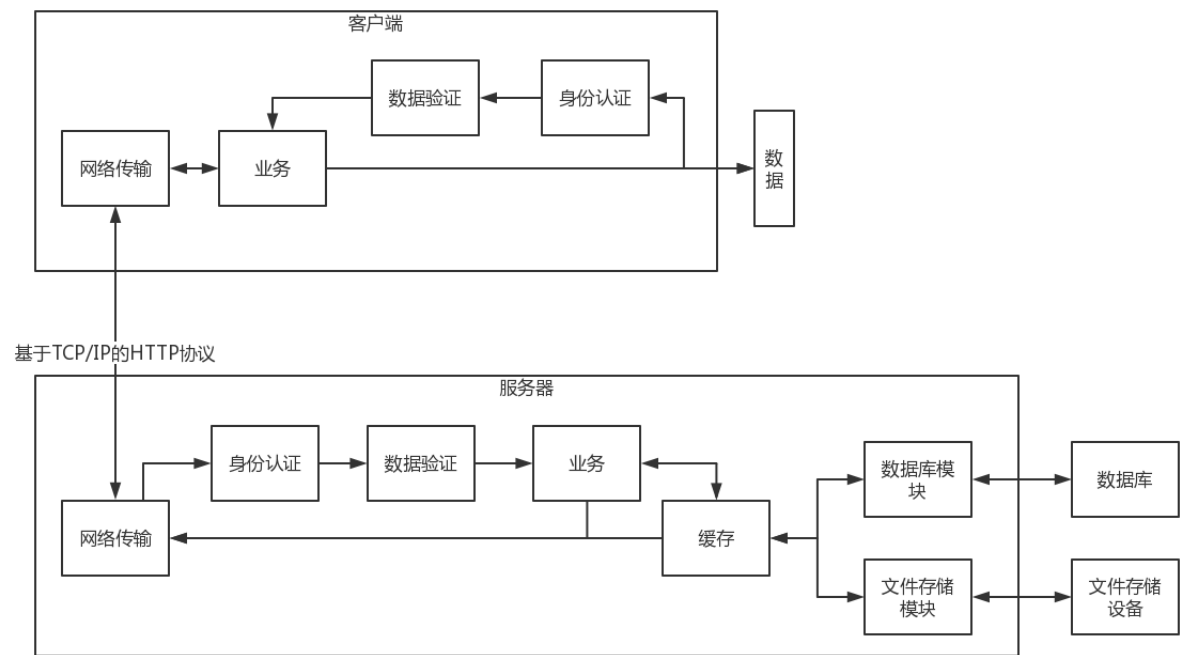 客户端
数据验证
身份认证
网络传输
业务
数
据
基于TCP/IP的HTTP协议
服务器
身份认证
数据验证
业务
数据库模
块
数据库
网络传输
缓存
文件存储
模块
文件存储
设备